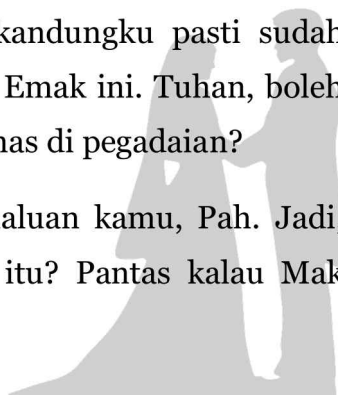 kandungku pasti sudah
Emak ini. Tuhan, boleh
nas di pegadaian?
aluan kamu, Pah. Jadi,
itu? Pantas kalau Mak